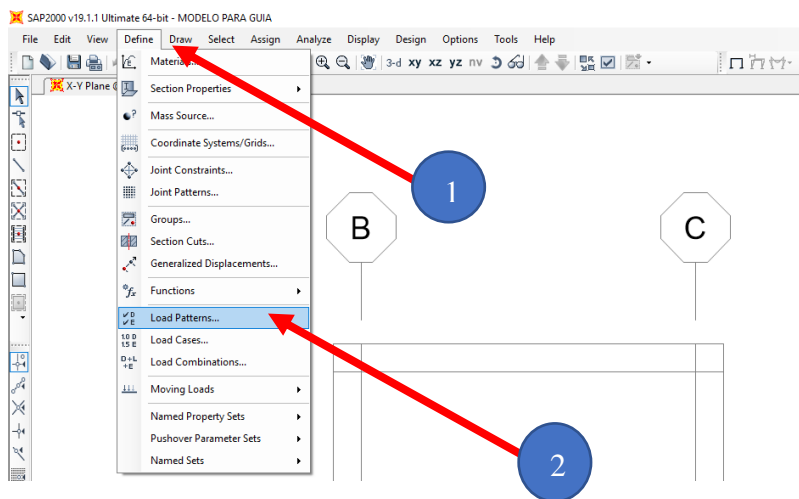 SAP2000 v19.1.1 Ultimate 64-bit - MODELO PARA GUIA
File Edit View Define Draw Select Assign Analyze Display Design Options Tools Help
3-d xy xz yz nv
X-Y Plane
Materials...
Section Properties
Mass Source...
Coordinate Systems/Grids...
Joint Constraints...
Joint Patterns...
Groups...
Section Cuts...
Generalized Displacements...
Functions
Load Patterns...
Load Cases...
Load Combinations...
Moving Loads
Named Property Sets
Pushover Parameter Sets
Named Sets
1
B
C
2